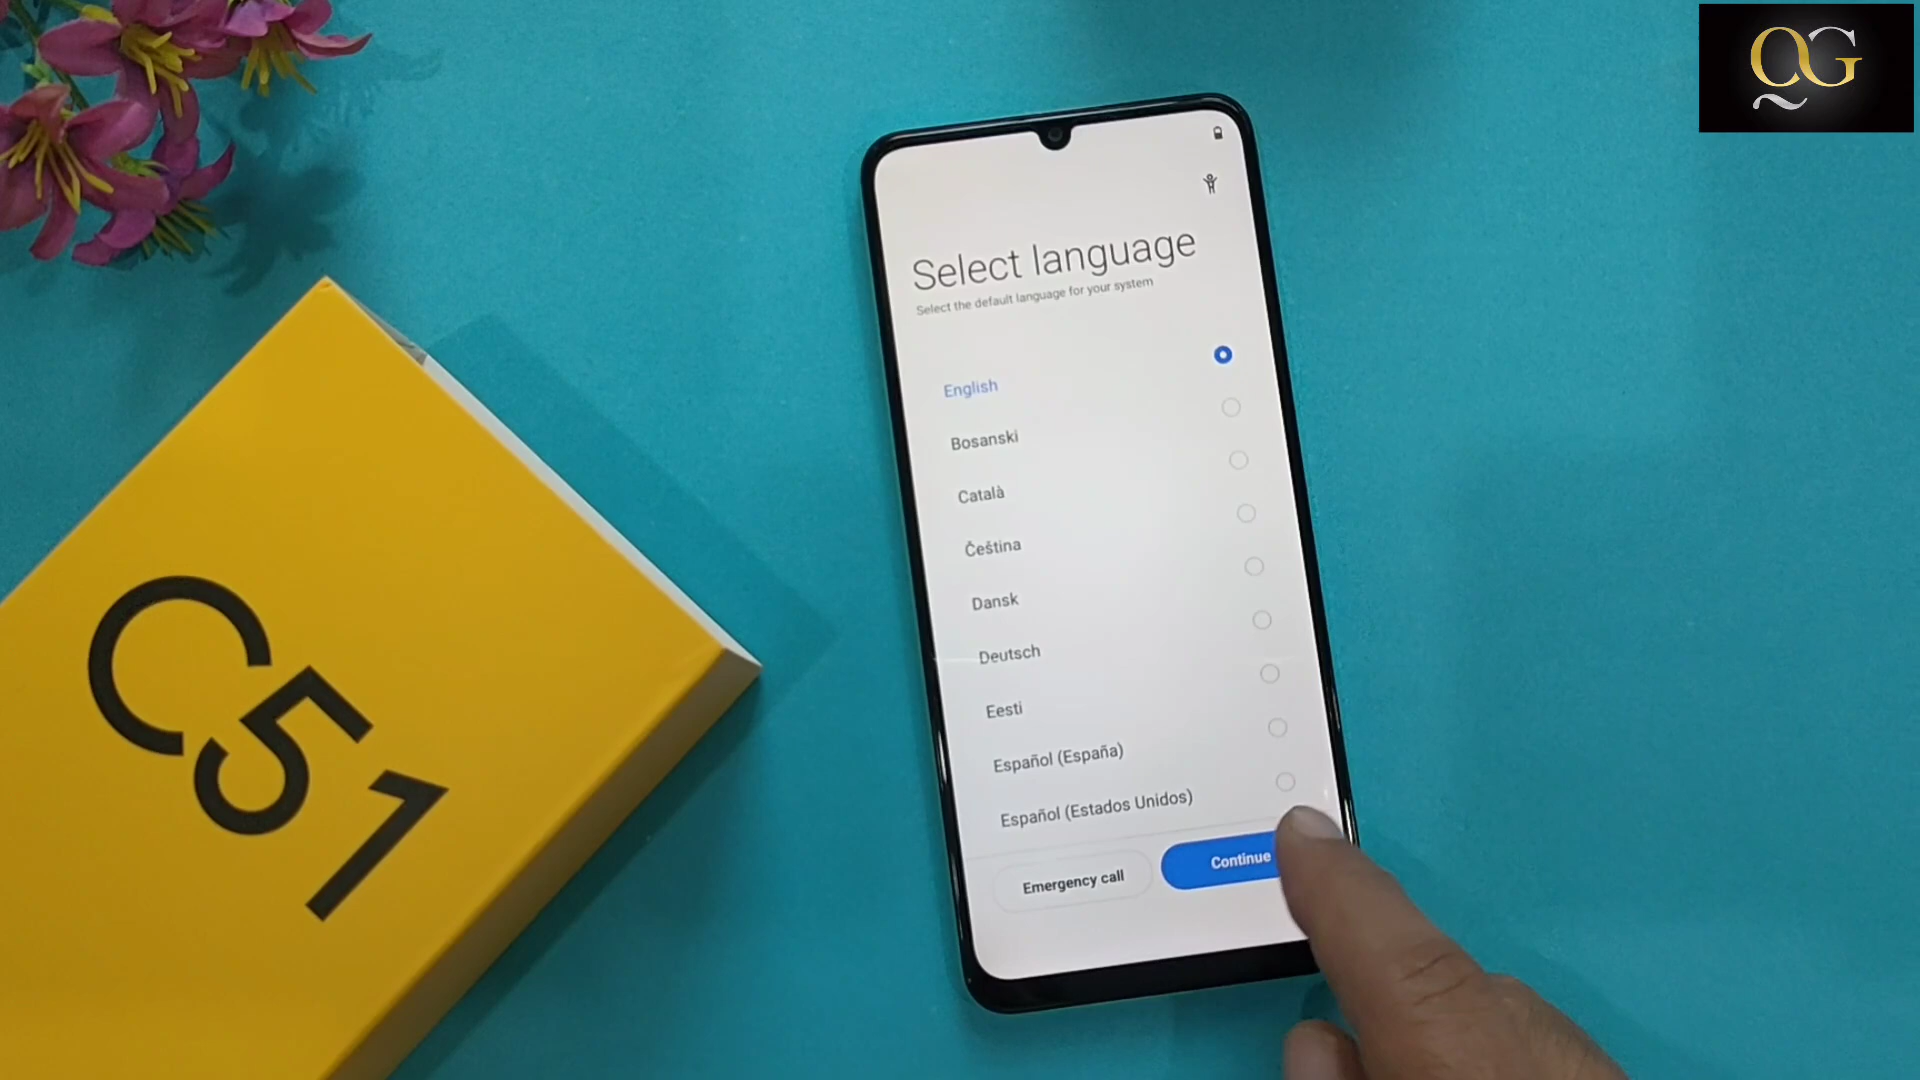 QG
Select language
Select the default language for your system
English
Bosanski
Català
Čeština
Dansk
Deutsch
Eesti
Español (España)
Español (Estados Unidos)
Emergency call
Continue
C51